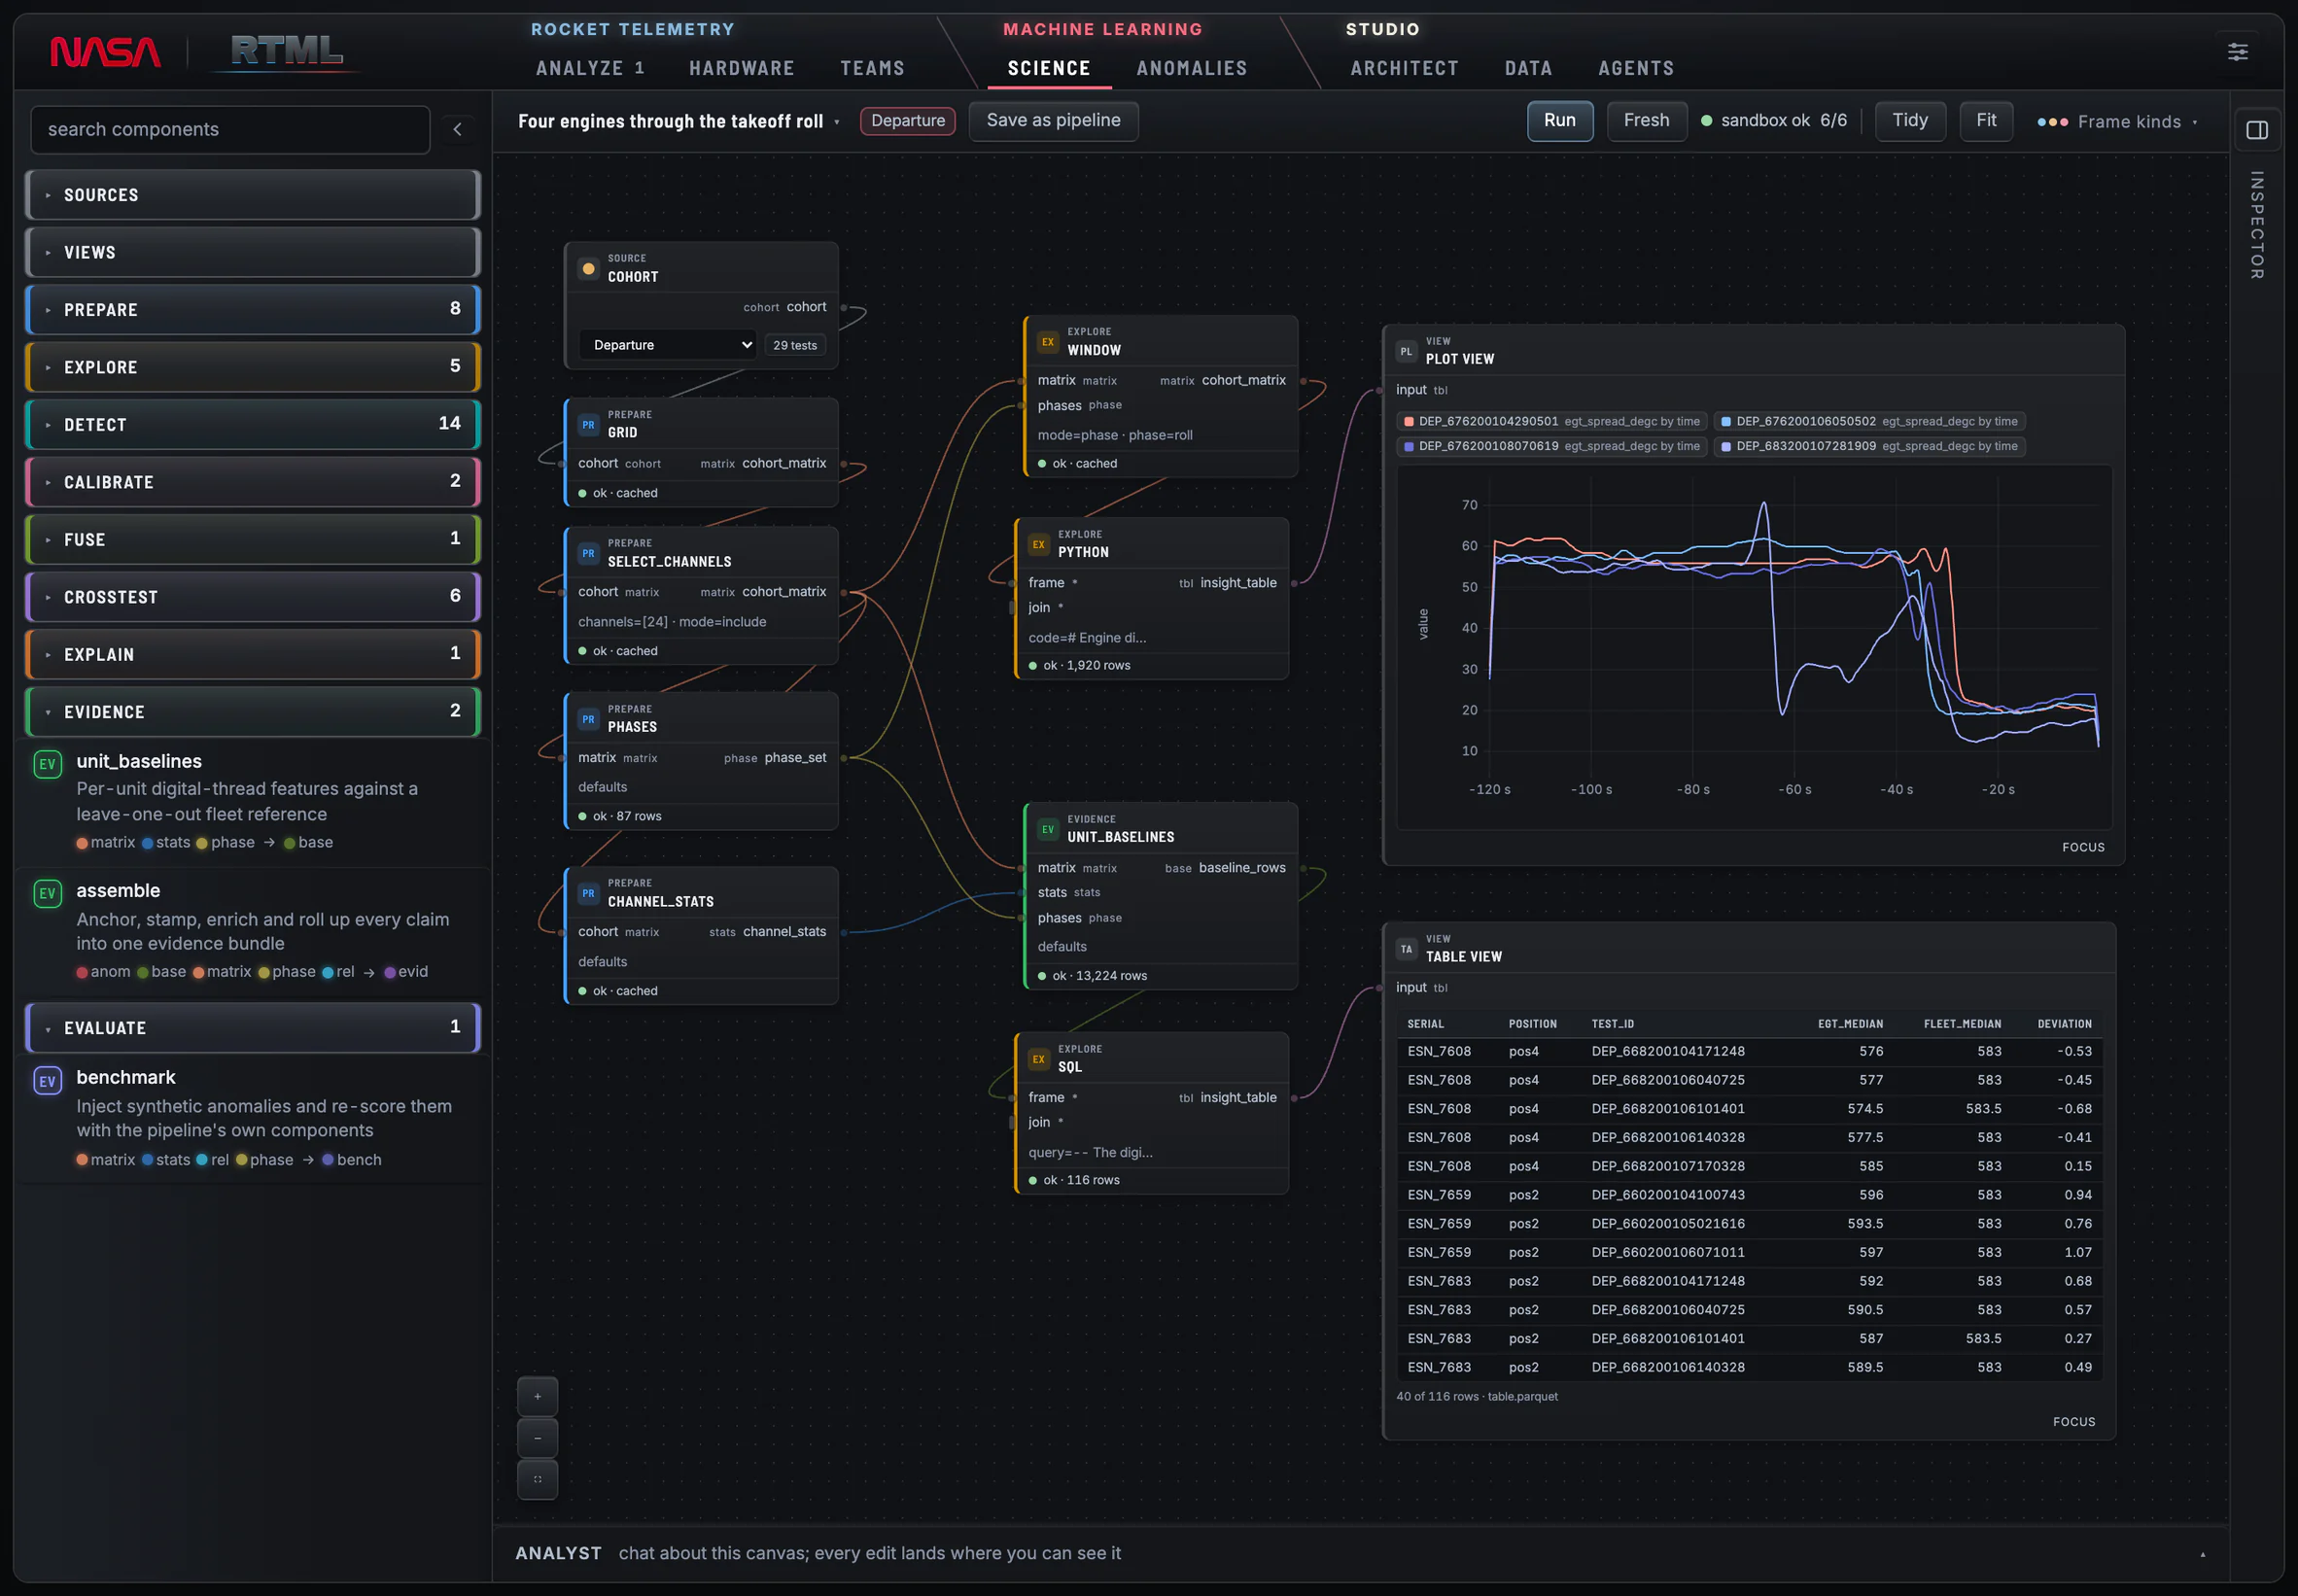 NASA
RTML
ROCKET TELEMETRY
ANALYZE 1 HARDWARE TEAMS
MACHINE LEARNING
SCIENCE ANOMALIES
STUDIO
ARCHITECT DATA AGENTS
search components
SOURCES
VIEWS
PREPARE 8
EXPLORE 5
DETECT 14
CALIBRATE 2
FUSE 1
CROSSTEST 6
EXPLAIN 1
EVIDENCE 2
EV unit_baselines
Per-unit digital-thread features against a
leave-one-out fleet reference
matrix stats phase → base
EV assemble
Anchor, stamp, enrich and roll up every claim
into one evidence bundle
anom base matrix phase rel → evid
EVALUATE 1
EV benchmark
Inject synthetic anomalies and re-score them
with the pipeline's own components
matrix stats rel phase → bench
Four engines through the takeoff roll Departure Save as pipeline
Run Fresh sandbox ok 6/6 Tidy Fit Frame kinds
INSPECTOR
SOURCE
COHORT
cohort cohort
Departure 29 tests
PR PREPARE
GRID
cohort cohort matrix cohort_matrix
ok · cached
PR PREPARE
SELECT_CHANNELS
cohort matrix matrix cohort_matrix
channels=[24] · mode=include
ok · cached
PR PREPARE
PHASES
matrix matrix phase phase_set
defaults
ok · 87 rows
PR PREPARE
CHANNEL_STATS
cohort matrix stats channel_stats
defaults
ok · cached
EX EXPLORE
WINDOW
matrix matrix matrix cohort_matrix
phases phase
mode=phase · phase=roll
ok · cached
EX EXPLORE
PYTHON
frame * tbl insight_table
join *
code=# Engine di...
ok · 1,920 rows
EV EVIDENCE
UNIT_BASELINES
matrix matrix base baseline_rows
stats stats
phases phase
defaults
ok · 13,224 rows
EX EXPLORE
SQL
frame * tbl insight_table
join *
query=-- The digi...
ok · 116 rows
PL VIEW
PLOT VIEW
input tbl
DEP_676200104290501 egt_spread_degc by time DEP_676200106050502 egt_spread_degc by time
DEP_676200108070619 egt_spread_degc by time DEP_683200107281909 egt_spread_degc by time
value
70
60
50
40
30
20
10
-120 s -100 s -80 s -60 s -40 s -20 s
FOCUS
TA VIEW
TABLE VIEW
input tbl
SERIAL POSITION TEST_ID EGT_MEDIAN FLEET_MEDIAN DEVIATION
ESN_7608 pos4 DEP_668200104171248 576 583 -0.53
ESN_7608 pos4 DEP_668200106040725 577 583 -0.45
ESN_7608 pos4 DEP_668200106101401 574.5 583.5 -0.68
ESN_7608 pos4 DEP_668200106140328 577.5 583 -0.41
ESN_7608 pos4 DEP_668200107170328 585 583 0.15
ESN_7659 pos2 DEP_660200104100743 596 583 0.94
ESN_7659 pos2 DEP_660200105021616 593.5 583 0.76
ESN_7659 pos2 DEP_660200106071011 597 583 1.07
ESN_7683 pos2 DEP_668200104171248 592 583 0.68
ESN_7683 pos2 DEP_668200106040725 590.5 583 0.57
ESN_7683 pos2 DEP_668200106101401 587 583.5 0.27
ESN_7683 pos2 DEP_668200106140328 589.5 583 0.49
40 of 116 rows · table.parquet
FOCUS
ANALYST chat about this canvas; every edit lands where you can see it